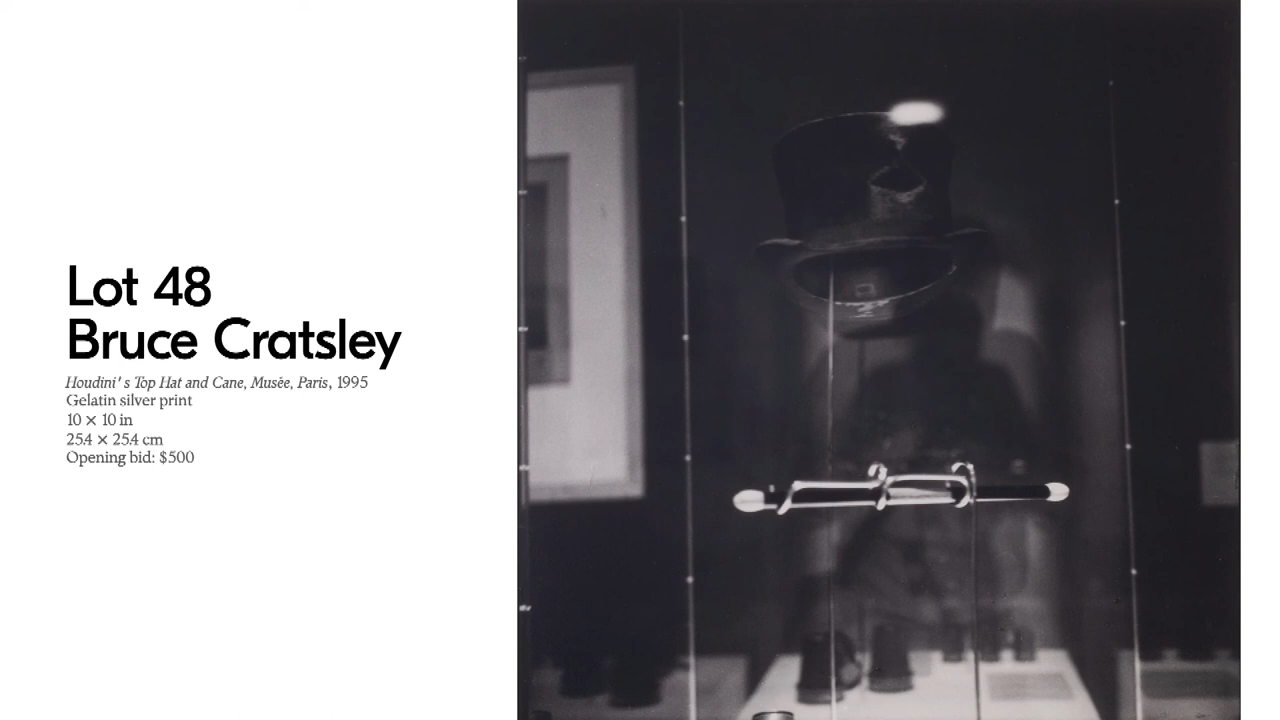 Lot 48
Bruce Cratsley
Houdini's Top Hat and Cane, Musée, Paris, 1995
Gelatin silver print
10 × 10 in
25.4 × 25.4 cm
Opening bid: $500